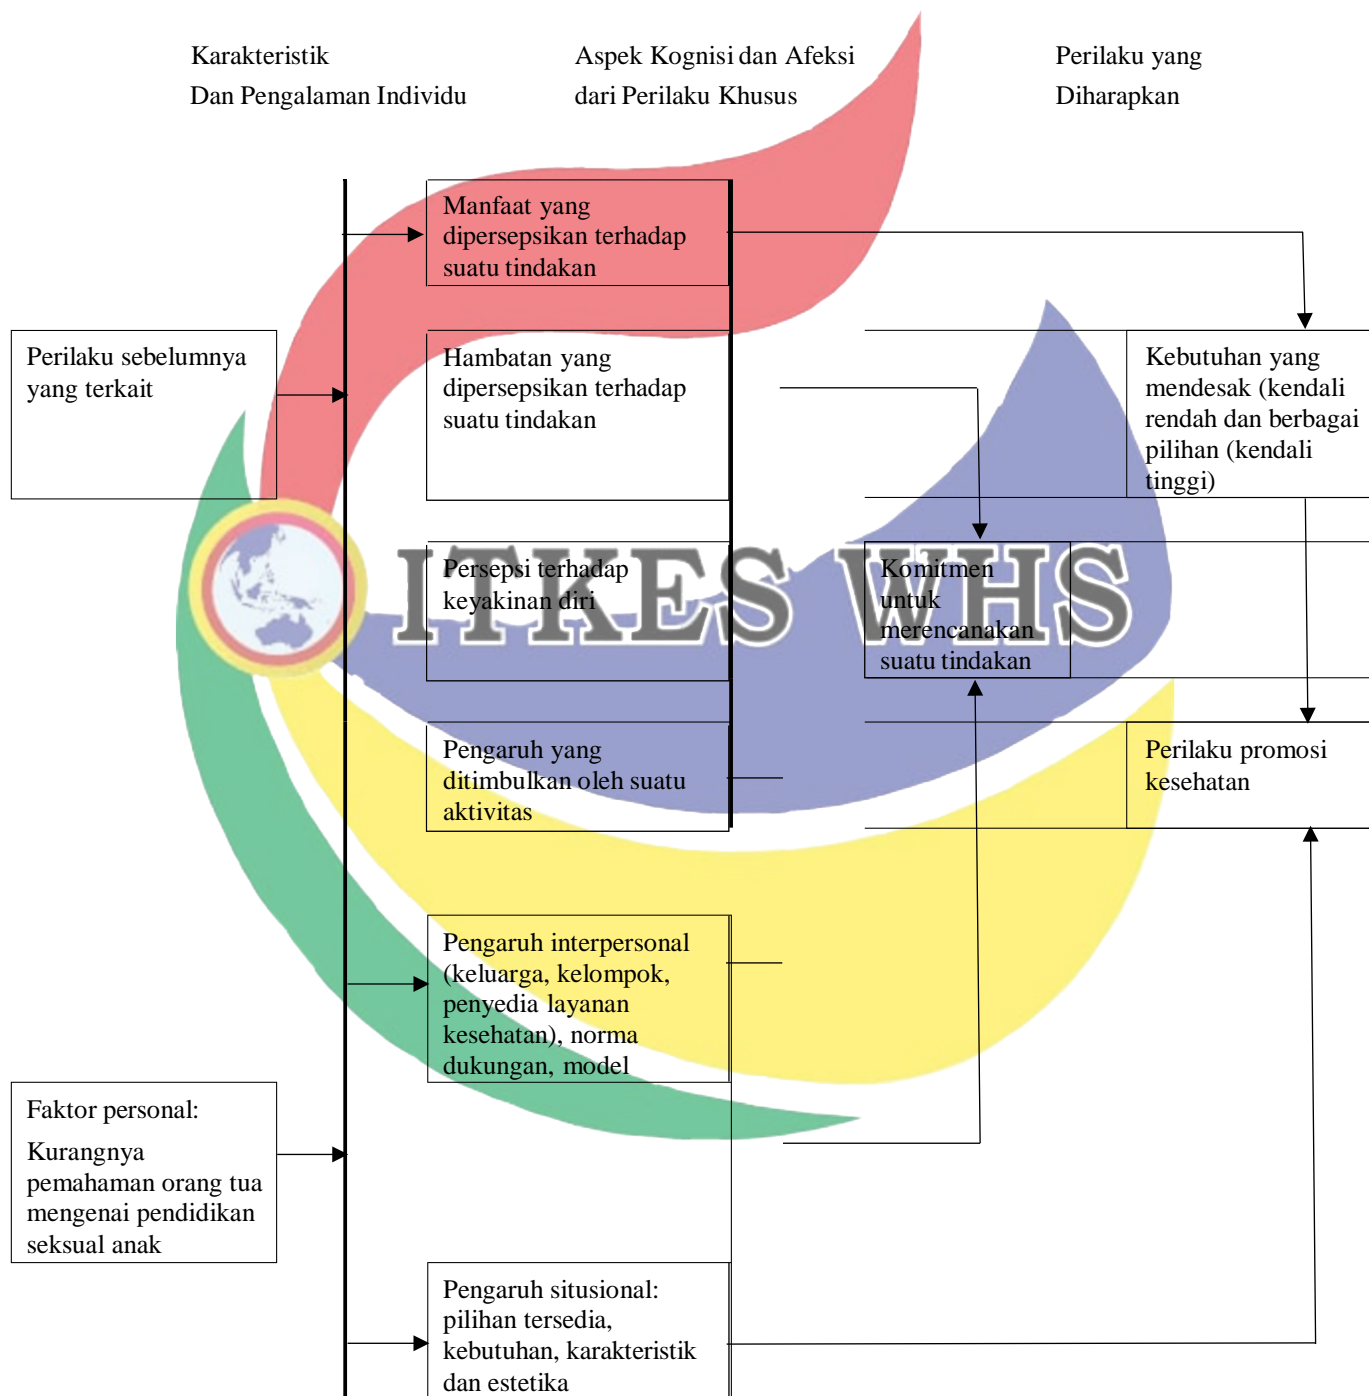 Karakteristik
Dan Pengalaman Individu
Aspek Kognisi dan Afeksi
dari Perilaku Khusus
Perilaku yang
Diharapkan
Manfaat yang
dipersepsikan terhadap
suatu tindakan
Perilaku sebelumnya
yang terkait
Hambatan yang
dipersepsikan terhadap
suatu tindakan
Kebutuhan yang
mendesak (kendali
rendah dan berbagai
pilihan (kendali
tinggi)
ITKES WHS
Persepsi terhadap
keyakinan diri
Komitmen
untuk
merencanakan
suatu tindakan
Pengaruh yang
ditimbulkan oleh suatu
aktivitas
Perilaku promosi
kesehatan
Pengaruh interpersonal
(keluarga, kelompok,
penyedia layanan
kesehatan), norma
dukungan, model
Faktor personal:
Kurangnya
pemahaman orang tua
mengenai pendidikan
seksual anak
Pengaruh situsional:
pilihan tersedia,
kebutuhan, karakteristik
dan estetika